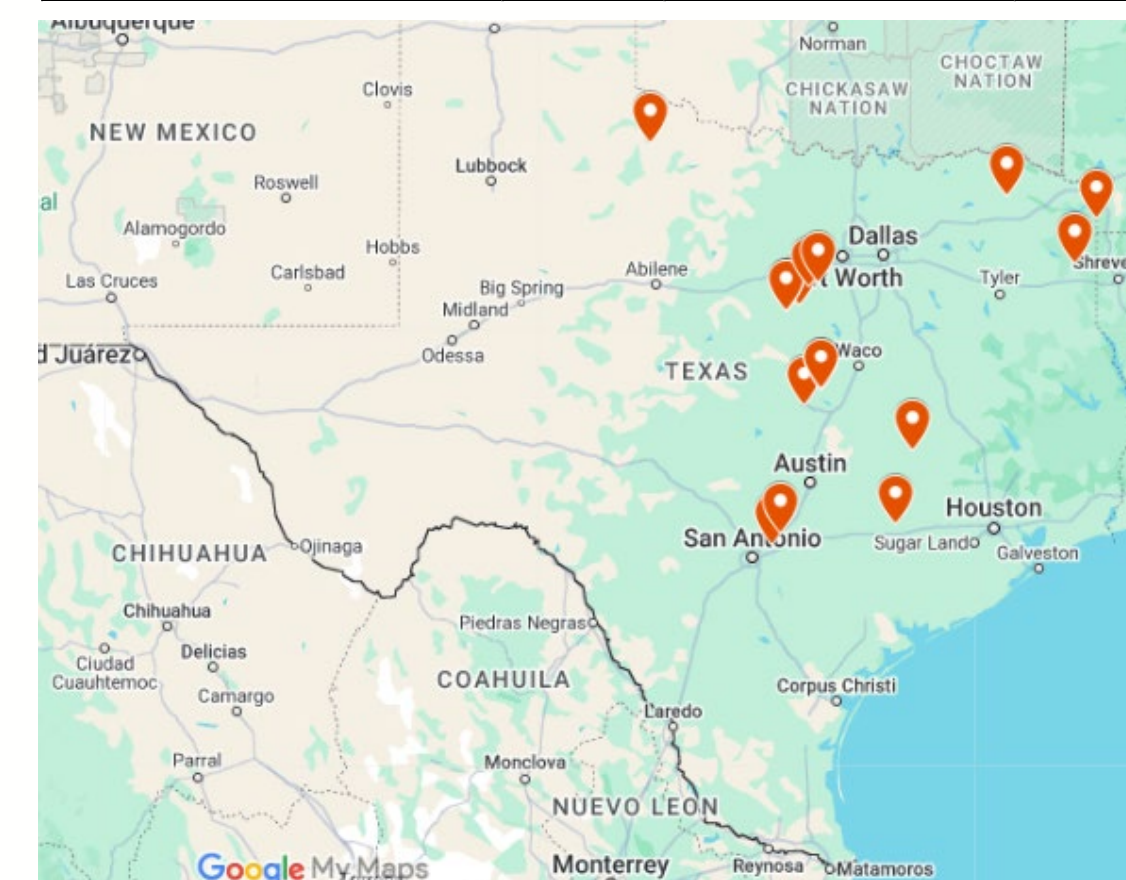 Albuquerque
Norman
CHOCTAW
NATION
CHICKASAW
NATION
Clovis
NEW MEXICO
Lubbock
Roswell
al
Alamogordo
Hobbs
Dallas
Las Cruces
Carlsbad
Abilene
t Worth
Tyler
Shreve
Big Spring
Midland
d Juárez
Odessa
Waco
TEXAS
Austin
Houston
San Antonio
Sugar Land
Galveston
CHIHUAHUA
Ojinaga
Chihuahua
Piedras Negras
Delicias
Ciudad
Cuauhtemoc
COAHUILA
Camargo
Corpus Christi
Laredo
Parral
Monclova
NUEVO LEON
Google My Maps
Monterrey
Reynosa
Matamoros